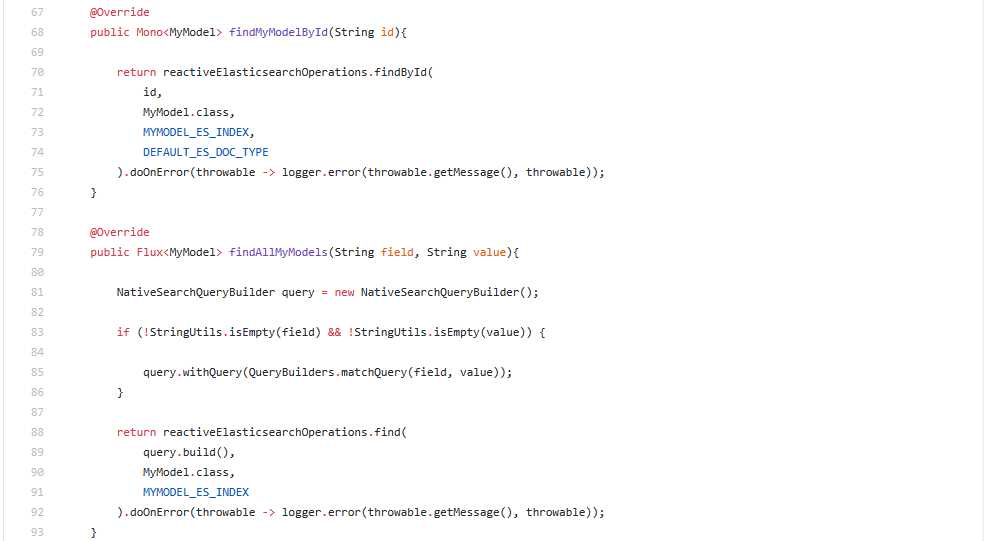 67 @Override
68 public Mono<MyModel> findMyModelById(String id){
69
70 return reactiveElasticsearchOperations.findById(
71 id,
72 MyModel.class,
73 MYMODEL_ES_INDEX,
74 DEFAULT_ES_DOC_TYPE
75 ).doOnError(throwable -> logger.error(throwable.getMessage(), throwable));
76 }
77
78 @Override
79 public Flux<MyModel> findAllMyModels(String field, String value){
80
81 NativeSearchQueryBuilder query = new NativeSearchQueryBuilder();
82
83 if (!StringUtils.isEmpty(field) && !StringUtils.isEmpty(value)) {
84
85 query.withQuery(QueryBuilders.matchQuery(field, value));
86 }
87
88 return reactiveElasticsearchOperations.find(
89 query.build(),
90 MyModel.class,
91 MYMODEL_ES_INDEX
92 ).doOnError(throwable -> logger.error(throwable.getMessage(), throwable));
93 }